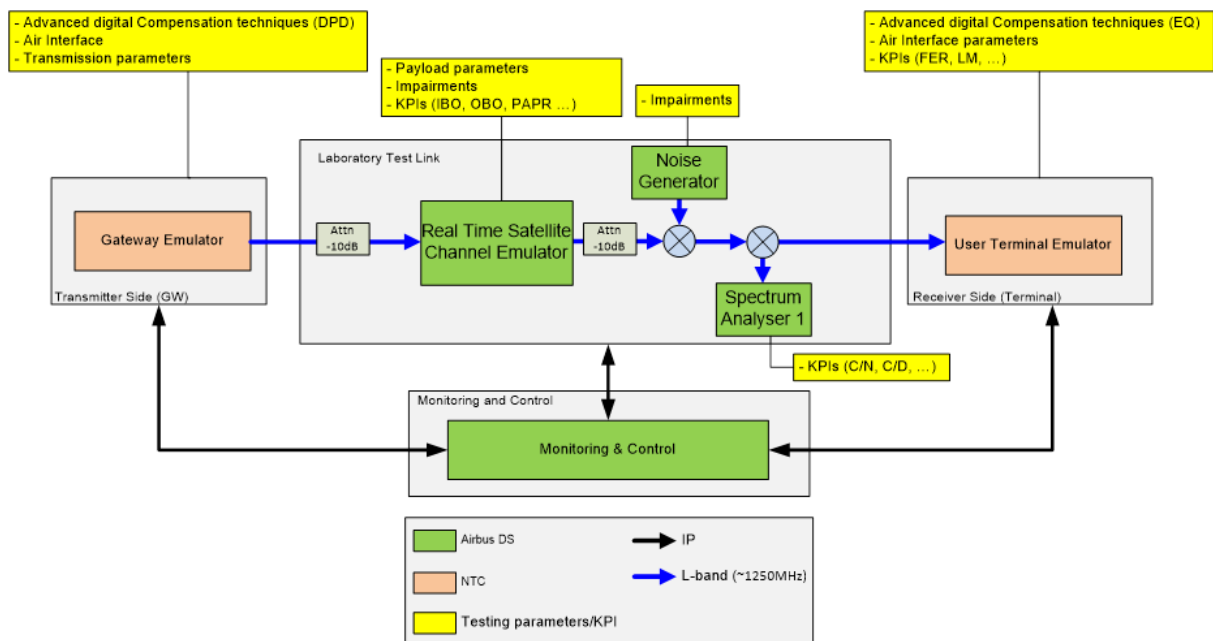 - Advanced digital Compensation techniques (DPD)
- Air Interface
- Transmission parameters
- Payload parameters
- Impairments
- KPIs (IBO, OBO, PAPR ...)
- Impairments
- Advanced digital Compensation techniques (EQ)
- Air Interface parameters
- KPIs (FER, LM, ...)
Laboratory Test Link
Noise
Generator
Gateway Emulator
Attn
-10dB
Real Time Satellite
Channel Emulator
Attn
-10dB
User Terminal Emulator
Transmitter Side (GW)
Spectrum
Analyser 1
Receiver Side (Terminal)
- KPIs (C/N, C/D, ...)
Monitoring and Control
Monitoring & Control
Airbus DS
IP
NTC
L-band (~1250MHz)
Testing parameters/KPI